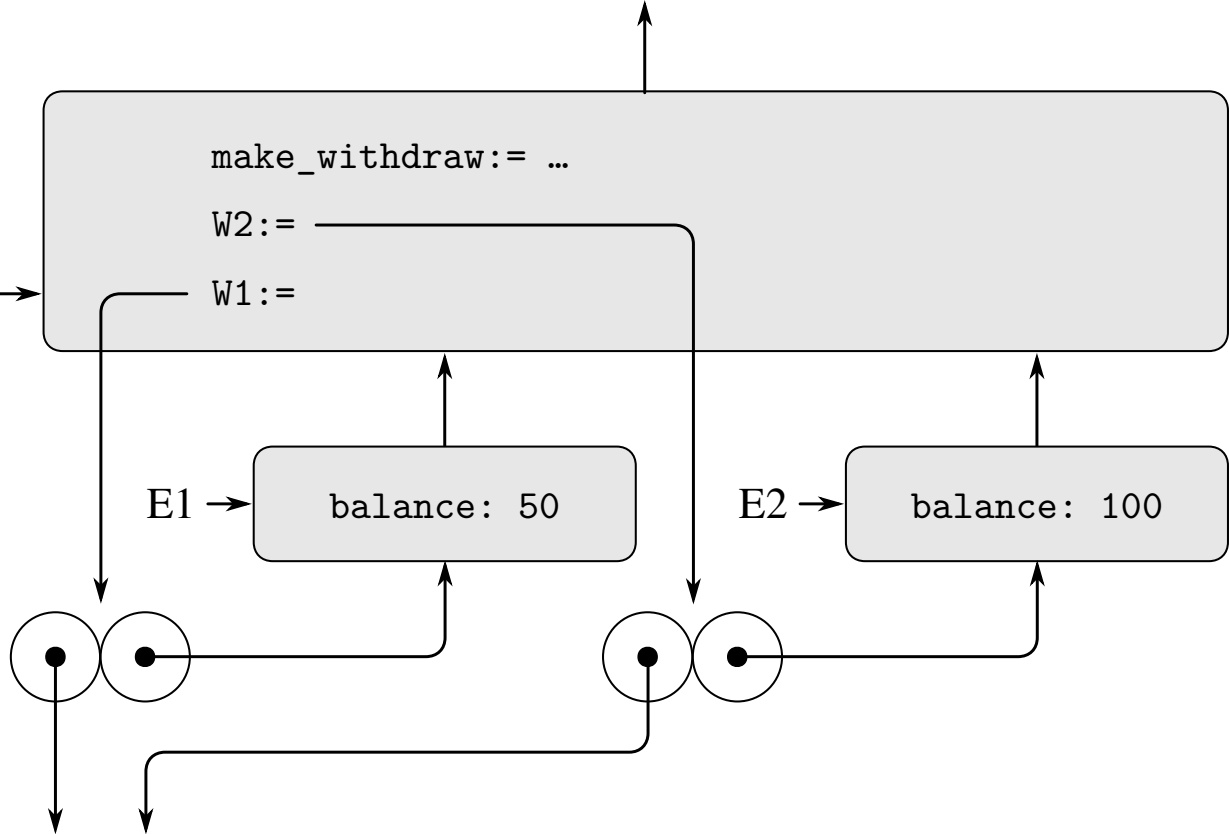 make_withdraw:= …
W2:=
W1:=
E1
balance: 50
E2
balance: 100